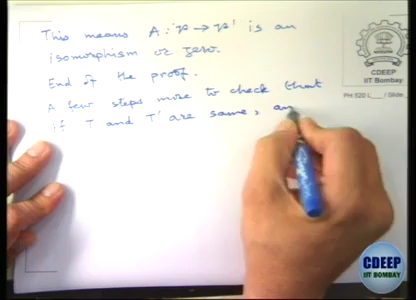 This means A: 𝓥 → 𝓥' is an
isomorphism or zero.
End of the proof.
A few steps more to check that
if T and T' are same, an
CDEEP
IIT Bombay
PH 520 L___ / Slide
CDEEP
IIT BOMBAY